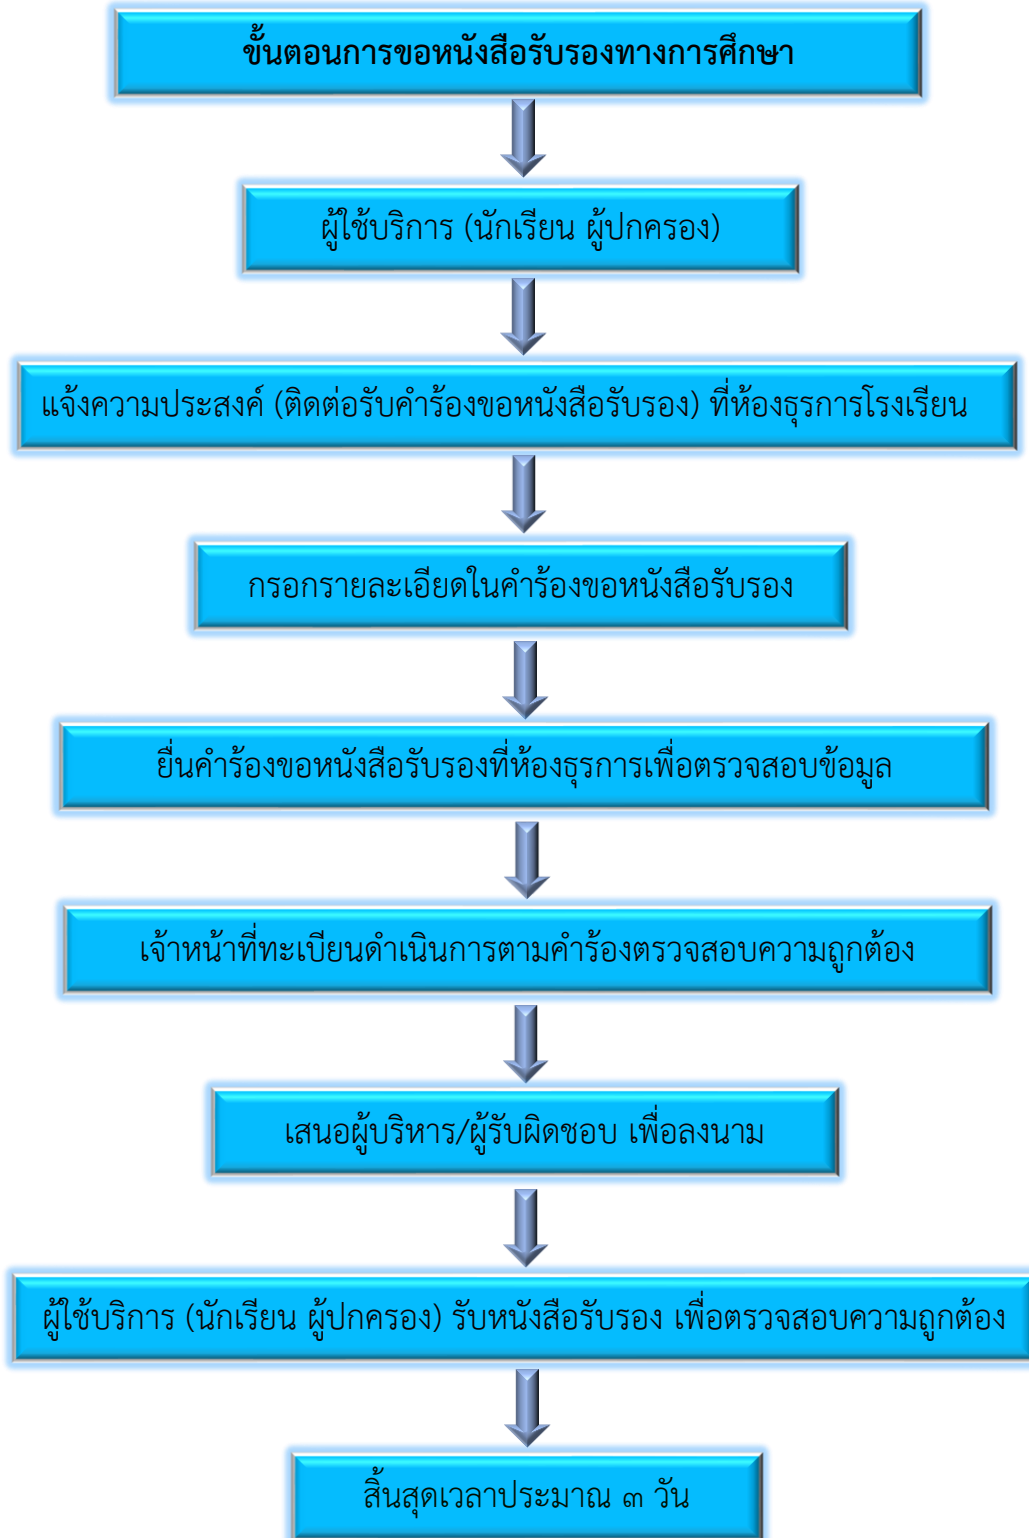 ขั้นตอนการขอหนังสือรับรองทางการศึกษา
ผู้ใช้บริการ (นักเรียน ผู้ปกครอง)
แจ้งความประสงค์ (ติดต่อรับคำร้องขอหนังสือรับรอง) ที่ห้องธุรการโรงเรียน
กรอกรายละเอียดในคำร้องขอหนังสือรับรอง
ยื่นคำร้องขอหนังสือรับรองที่ห้องธุรการเพื่อตรวจสอบข้อมูล
เจ้าหน้าที่ทะเบียนดำเนินการตามคำร้องตรวจสอบความถูกต้อง
เสนอผู้บริหาร/ผู้รับผิดชอบ เพื่อลงนาม
ผู้ใช้บริการ (นักเรียน ผู้ปกครอง) รับหนังสือรับรอง เพื่อตรวจสอบความถูกต้อง
สิ้นสุดเวลาประมาณ ๓ วัน